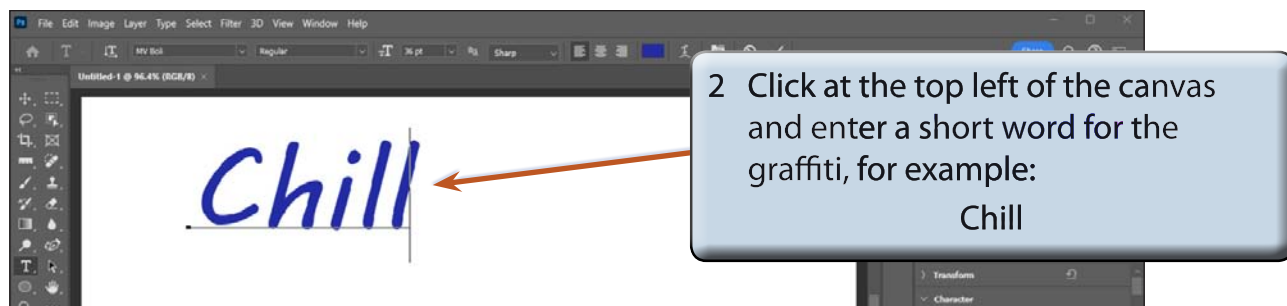 Ps File Edit Image Layer Type Select Filter 3D View Window Help
T MV Boli Regular 36 pt Sharp
Untitled-1 @ 96.4% (RGB/8) ×
Chill
2 Click at the top left of the canvas
and enter a short word for the
graffiti, for example:
Chill
Transform
Character